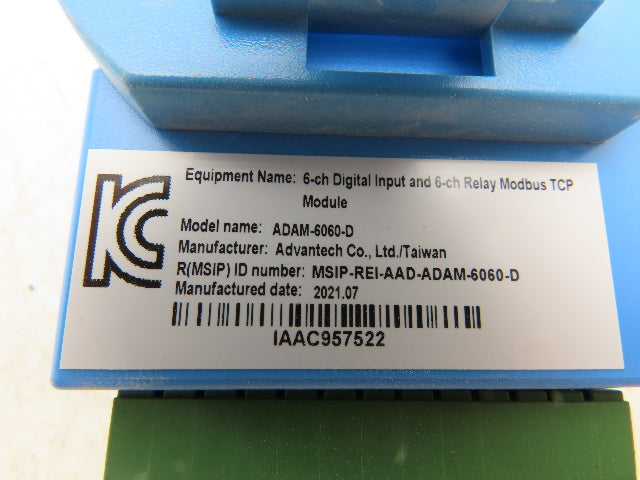 KC
Equipment Name: 6-ch Digital Input and 6-ch Relay Modbus TCP
Module
Model name: ADAM-6060-D
Manufacturer: Advantech Co., Ltd./Taiwan
R(MSIP) ID number: MSIP-REI-AAD-ADAM-6060-D
Manufactured date: 2021.07
IAAC957522